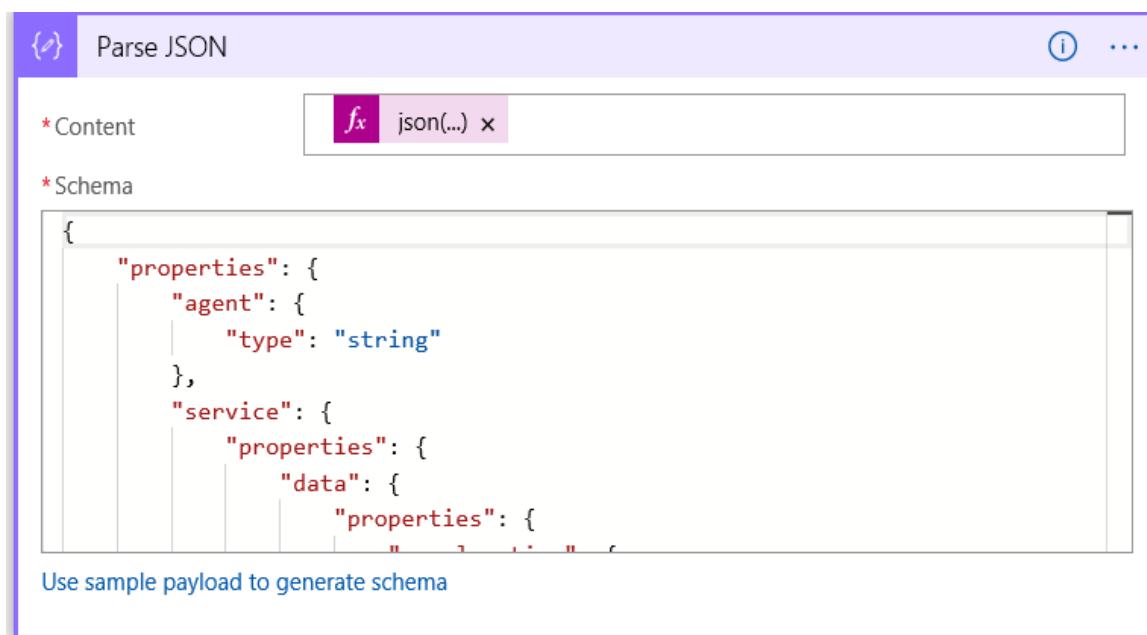 Parse JSON
* Content
fx json(...) ×
* Schema
{
"properties": {
"agent": {
"type": "string"
},
"service": {
"properties": {
"data": {
"properties": {
Use sample payload to generate schema